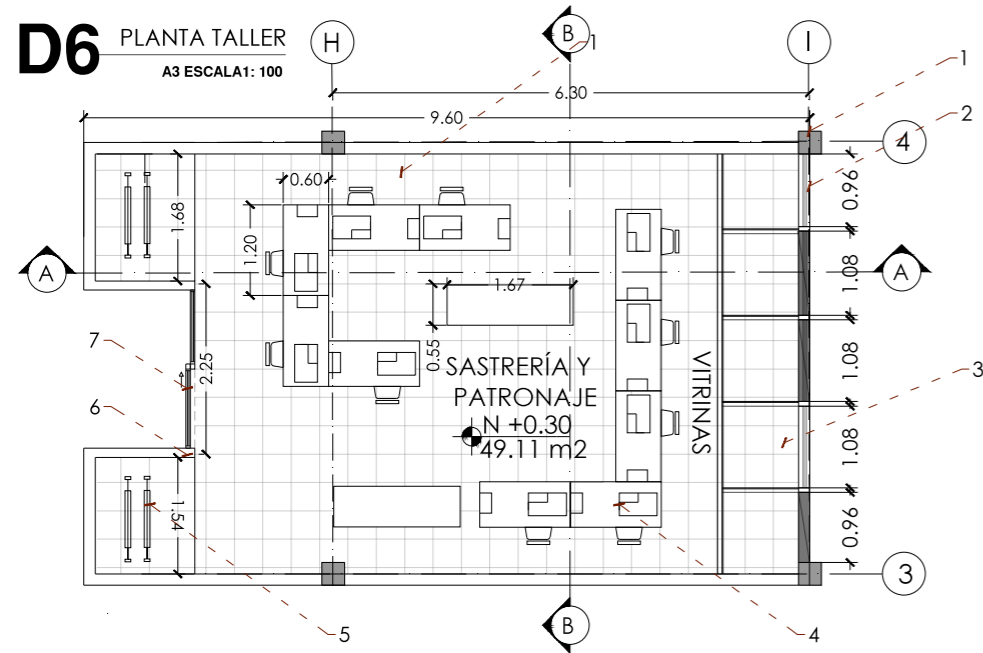 D6 PLANTA TALLER
A3 ESCALA1: 100
H
B
1
I
1
6.30
9.60
2
4
0.60
0.96
1.68
1.20
A
A
1.08
1.67
7
2.25
0.55
1.08
SASTRERÍA Y
PATRONAJE
VITRINAS
3
6
N +0.30
49.11 m2
1.08
1.54
0.96
3
5
B
4